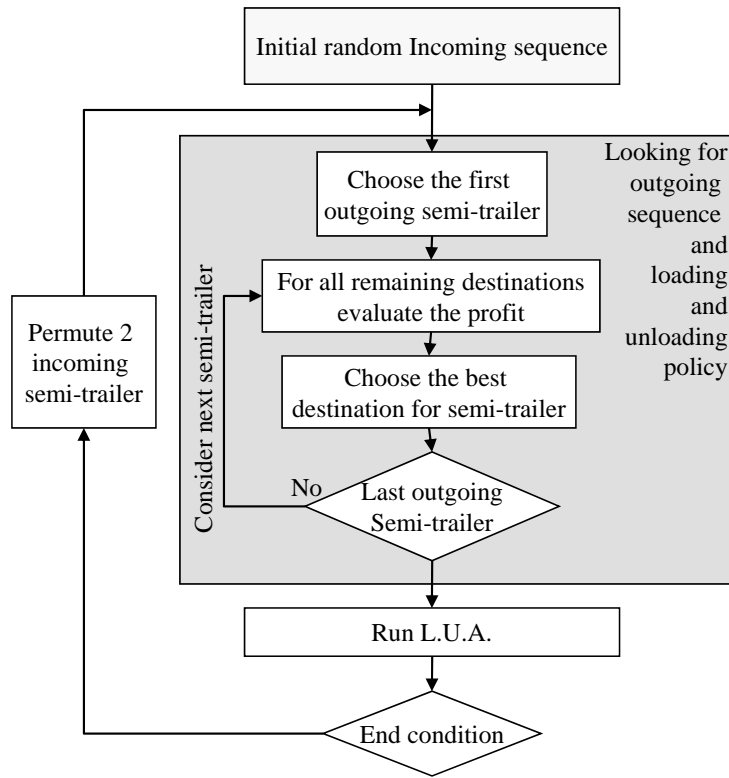 Initial random Incoming sequence
Looking for
outgoing
sequence
and
loading
and
unloading
policy
Choose the first
outgoing semi-trailer
For all remaining destinations
evaluate the profit
Consider next semi-trailer
Permute 2
incoming
semi-trailer
Choose the best
destination for semi-trailer
No
Last outgoing
Semi-trailer
Run L.U.A.
End condition